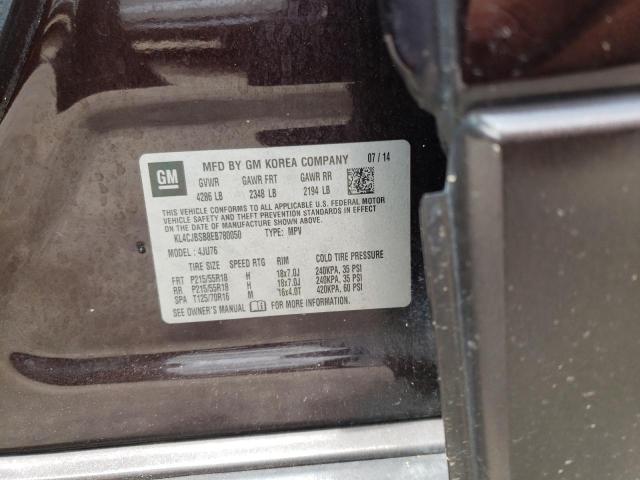 GM
MFD BY GM KOREA COMPANY 07/14
GVWR GAWR FRT GAWR RR
4286 LB 2348 LB 2194 LB
THIS VEHICLE CONFORMS TO ALL APPLICABLE U.S. FEDERAL MOTOR
VEHICLE SAFETY AND THEFT PREVENTION STANDARDS IN EFFECT
ON THE DATE OF MANUFACTURE SHOWN ABOVE.
KL4CJBSB8EB780050 TYPE: MPV
MODEL: 4JU76
TIRE SIZE SPEED RTG RIM COLD TIRE PRESSURE
FRT P215/55R18 H 18x7.0J 240KPA, 35 PSI
RR P215/55R18 H 18x7.0J 240KPA, 35 PSI
SPA T125/70R16 M 16x4.0T 420KPA, 60 PSI
SEE OWNER'S MANUAL FOR MORE INFORMATION.